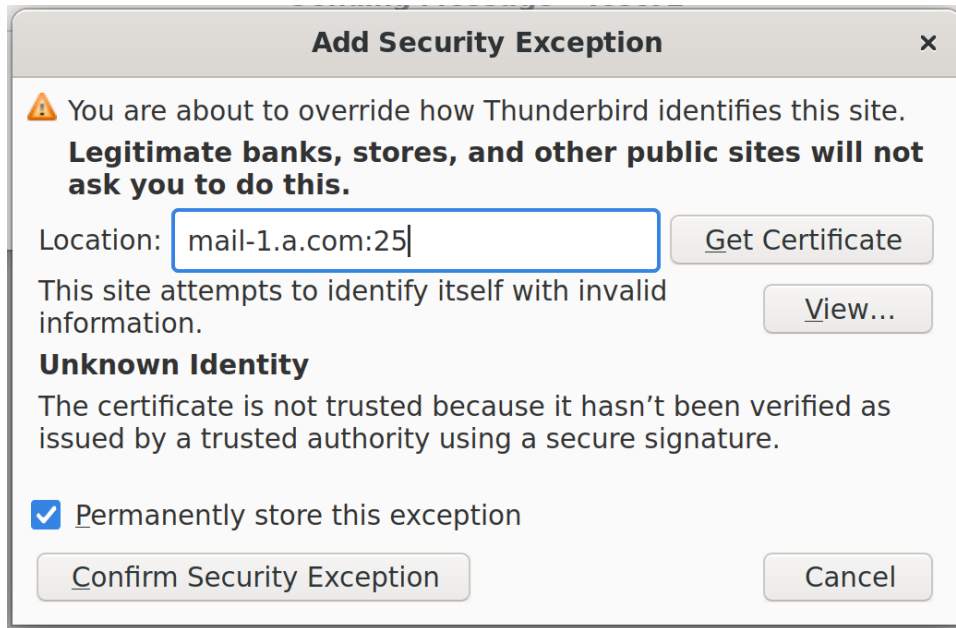 Add Security Exception
You are about to override how Thunderbird identifies this site.
Legitimate banks, stores, and other public sites will not
ask you to do this.
Location: mail-1.a.com:25 Get Certificate
This site attempts to identify itself with invalid
information.
View...
Unknown Identity
The certificate is not trusted because it hasn't been verified as
issued by a trusted authority using a secure signature.
Permanently store this exception
Confirm Security Exception Cancel